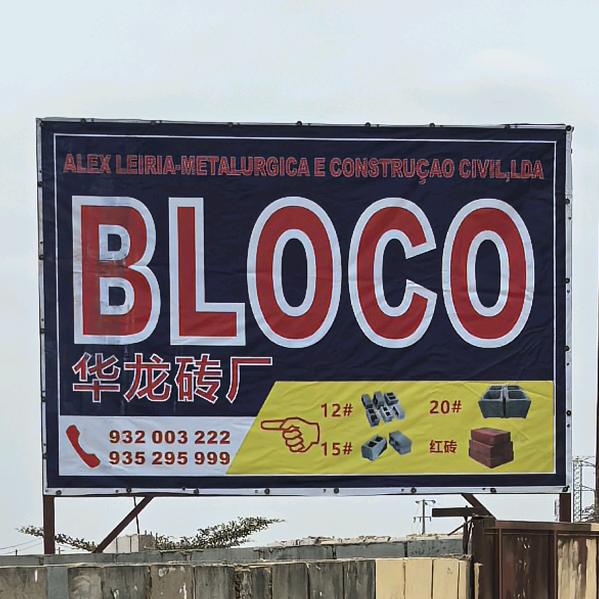 ALEX LEIRIA-METALURGICA E CONSTRUÇAO CIVIL,LDA
BLOCO
华龙砖厂
932 003 222
935 295 999
12# 20#
15# 红砖